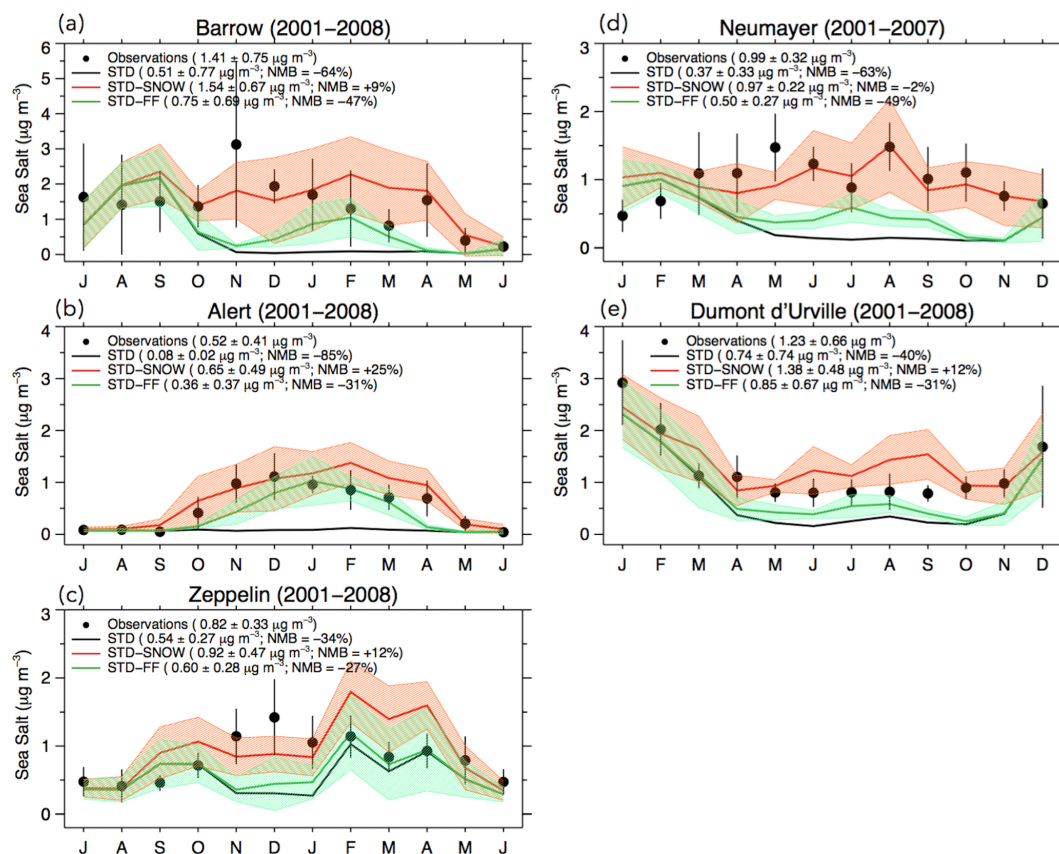 (a)
Barrow (2001–2008)
Observations ( 1.41 ± 0.75 μg m⁻³)
STD ( 0.51 ± 0.77 μg m⁻³; NMB = −64%)
STD–SNOW ( 1.54 ± 0.67 μg m⁻³; NMB = +9%)
STD–FF ( 0.75 ± 0.69 μg m⁻³; NMB = −47%)
Sea Salt (μg m⁻³)
6
5
4
3
2
1
0
J A S O N D J F M A M J
(b)
Alert (2001–2008)
Observations ( 0.52 ± 0.41 μg m⁻³)
STD ( 0.08 ± 0.02 μg m⁻³; NMB = −85%)
STD–SNOW ( 0.65 ± 0.49 μg m⁻³; NMB = +25%)
STD–FF ( 0.36 ± 0.37 μg m⁻³; NMB = −31%)
Sea Salt (μg m⁻³)
4
3
2
1
0
J A S O N D J F M A M J
(c)
Zeppelin (2001–2008)
Observations ( 0.82 ± 0.33 μg m⁻³)
STD ( 0.54 ± 0.27 μg m⁻³; NMB = −34%)
STD–SNOW ( 0.92 ± 0.47 μg m⁻³; NMB = +12%)
STD–FF ( 0.60 ± 0.28 μg m⁻³; NMB = −27%)
Sea Salt (μg m⁻³)
3
2
1
0
J A S O N D J F M A M J
(d)
Neumayer (2001–2007)
Observations ( 0.99 ± 0.32 μg m⁻³)
STD ( 0.37 ± 0.33 μg m⁻³; NMB = −63%)
STD–SNOW ( 0.97 ± 0.22 μg m⁻³; NMB = −2%)
STD–FF ( 0.50 ± 0.27 μg m⁻³; NMB = −49%)
Sea Salt (μg m⁻³)
3
2
1
0
J F M A M J J A S O N D
(e)
Dumont d'Urville (2001–2008)
Observations ( 1.23 ± 0.66 μg m⁻³)
STD ( 0.74 ± 0.74 μg m⁻³; NMB = −40%)
STD–SNOW ( 1.38 ± 0.48 μg m⁻³; NMB = +12%)
STD–FF ( 0.85 ± 0.67 μg m⁻³; NMB = −31%)
Sea Salt (μg m⁻³)
4
3
2
1
0
J F M A M J J A S O N D